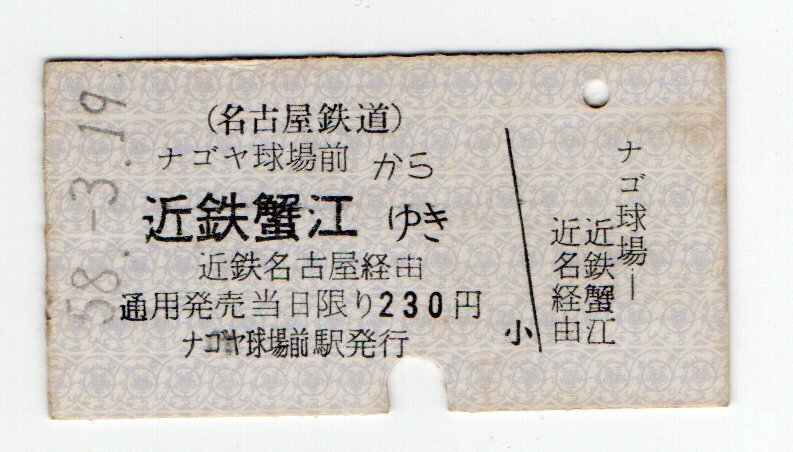 58.-3.19.
(名古屋鉄道)
ナゴヤ球場前 から
近鉄蟹江 ゆき
近鉄名古屋経由
通用発売当日限り230円
ナゴヤ球場前駅発行
小
ナゴ球場ー
近鉄蟹江
近名経由